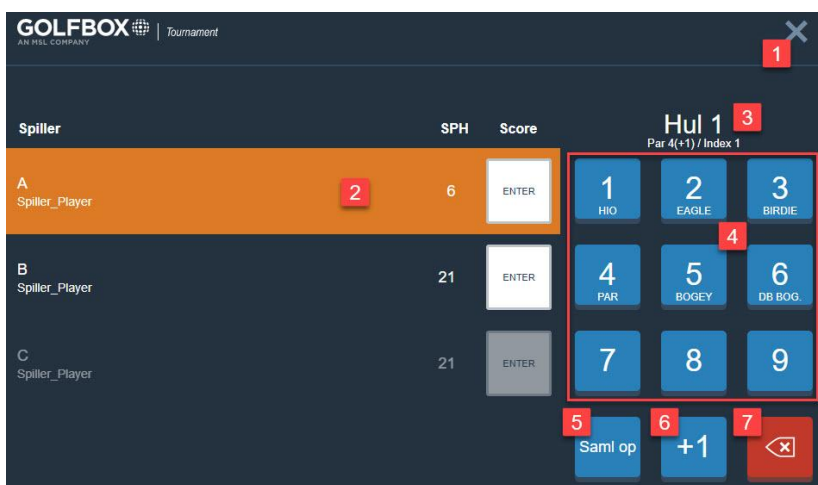 GOLFBOX | Tournament
AN MSL COMPANY
1
Spiller SPH Score
Hul 1 3
Par 4(+1) / Index 1
A
Spiller_Player
2
6
ENTER
1
HIO
2
EAGLE
3
BIRDIE
4
B
Spiller_Player
21
ENTER
4
PAR
5
BOGEY
6
DB BOG.
C
Spiller_Player
21
ENTER
7
8
9
5
Saml op
6
+1
7